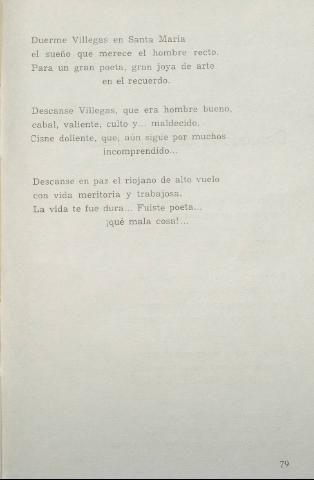 Duerme Villegas en Santa María
el sueño que merece el hombre recto.
Para un gran poeta, gran joya de arte
en el recuerdo.
Descanse Villegas, que era hombre bueno,
cabal, valiente, culto y... maldecido.
Cisne doliente, que, aún sigue por muchos
incomprendido...
Descanse en paz el riojano de alto vuelo
con vida meritoria y trabajosa.
La vida te fue dura... Fuiste poeta...
¡qué mala cosa!...
79